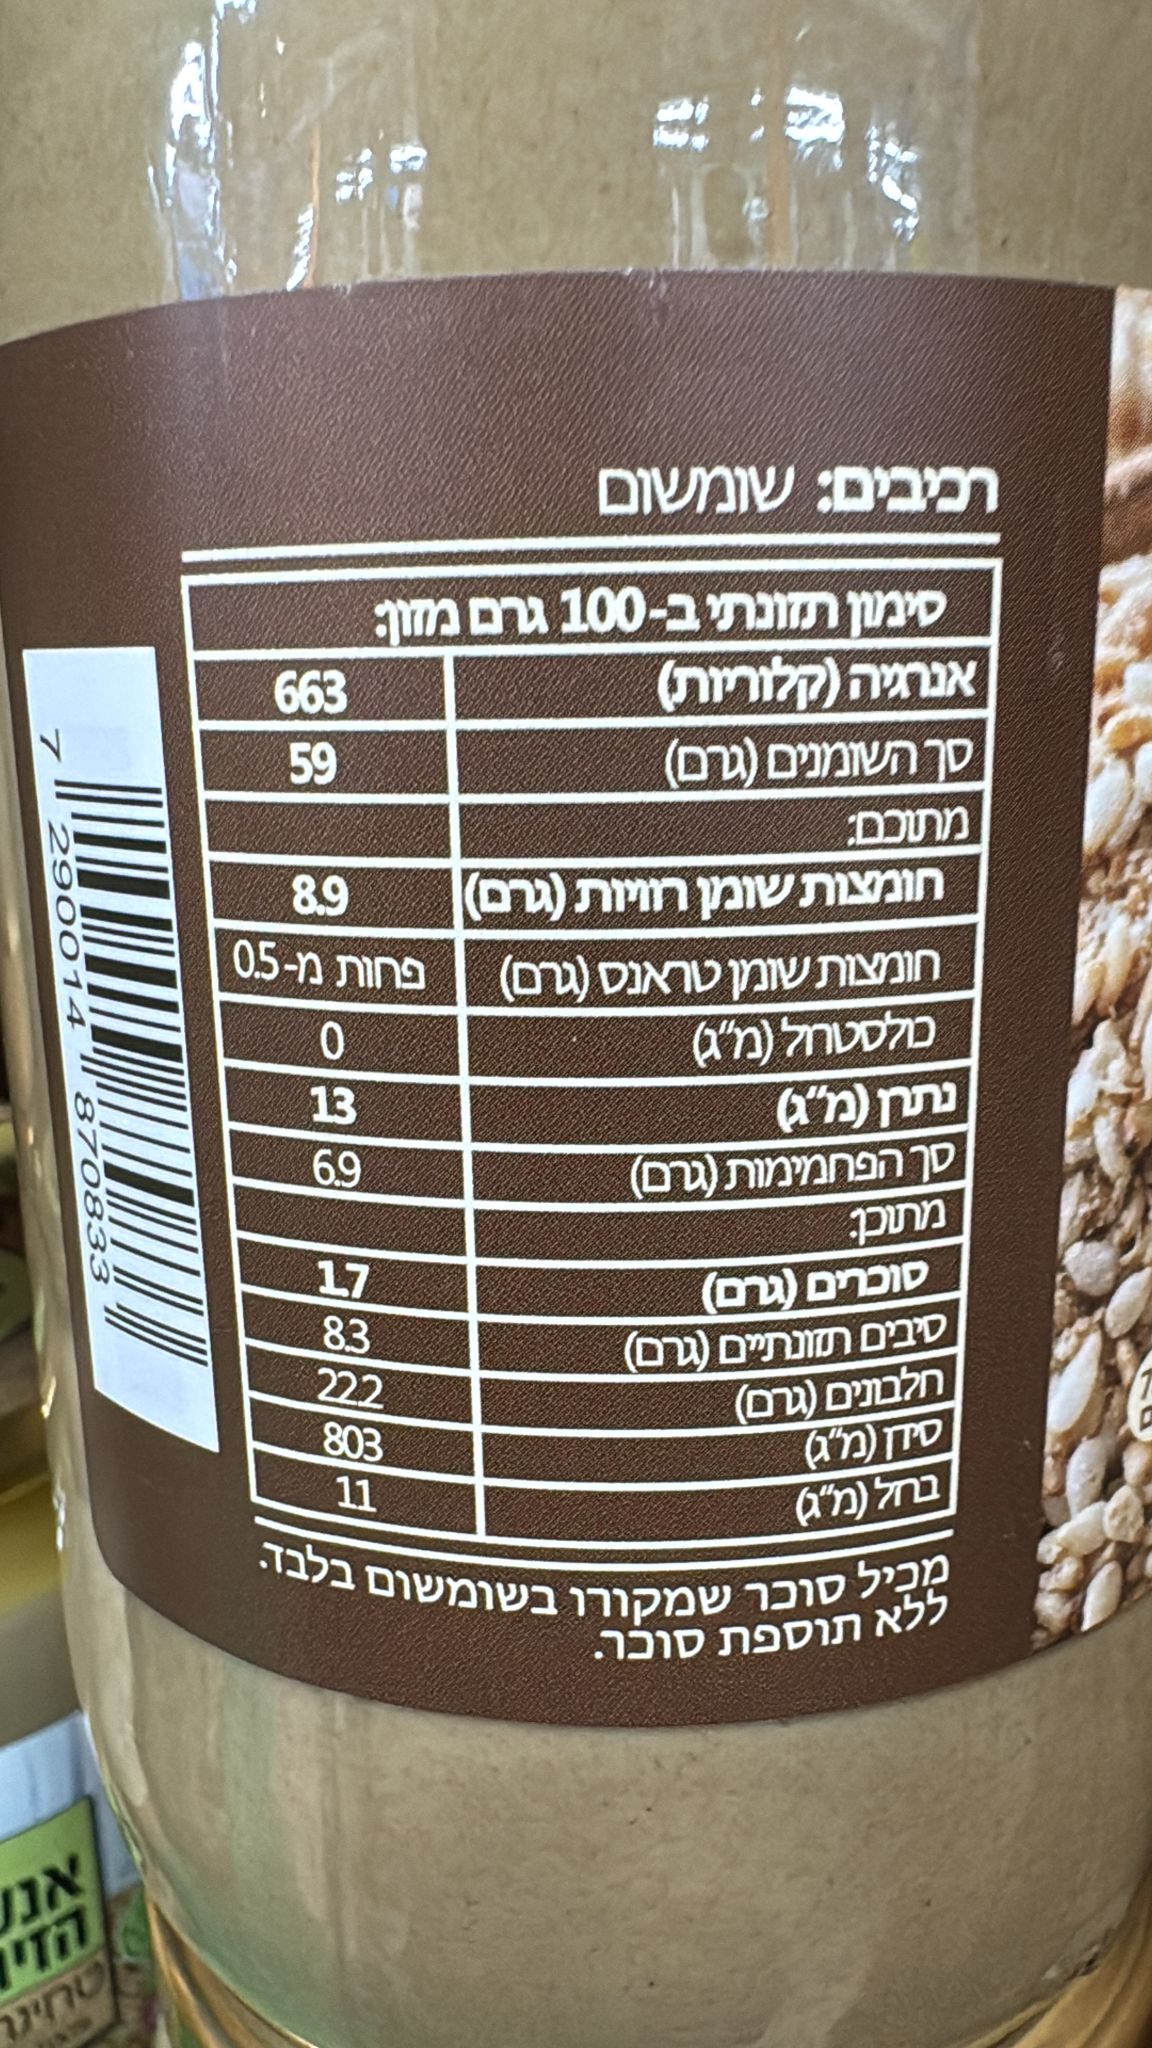 רכיבים: שומשום
סימון תזונתי ב-100 גרם מזון:
אנרגיה (קלוריות) 663
סך השומנים (גרם) 59
מתוכם:
חומצות שומן רוויות (גרם) 8.9
חומצות שומן טראנס (גרם) פחות מ-0.5
כולסטרול (מ"ג) 0
נתרן (מ"ג) 13
סך הפחמימות (גרם) 6.9
מתוכן:
סוכרים (גרם) 1.7
סיבים תזונתיים (גרם) 8.3
חלבונים (גרם) 22.2
סידן (מ"ג) 803
ברזל (מ"ג) 11
מכיל סוכר שמקורו בשומשום בלבד.
ללא תוספת סוכר.
7 290014 870833